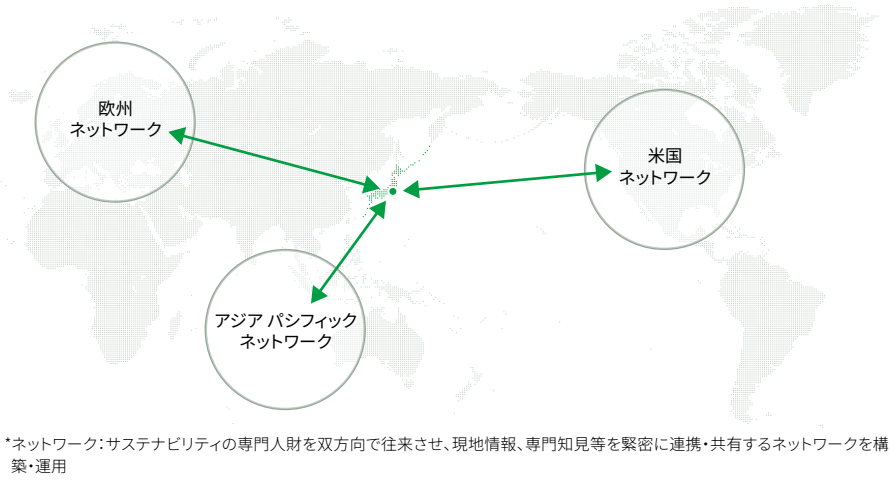 欧州
ネットワーク
米国
ネットワーク
アジア パシフィック
ネットワーク
*ネットワーク：サステナビリティの専門人財を双方向で往来させ、現地情報、専門知見等を緊密に連携・共有するネットワークを構
築・運用